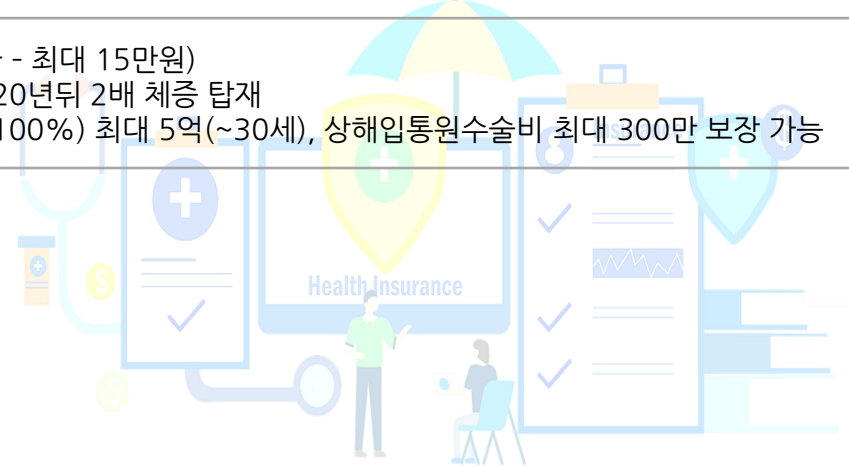 - 최대 15만원)
20년뒤 2배 체증 탑재
100%) 최대 5억(~30세), 상해입통원수술비 최대 300만 보장 가능
Health Insurance